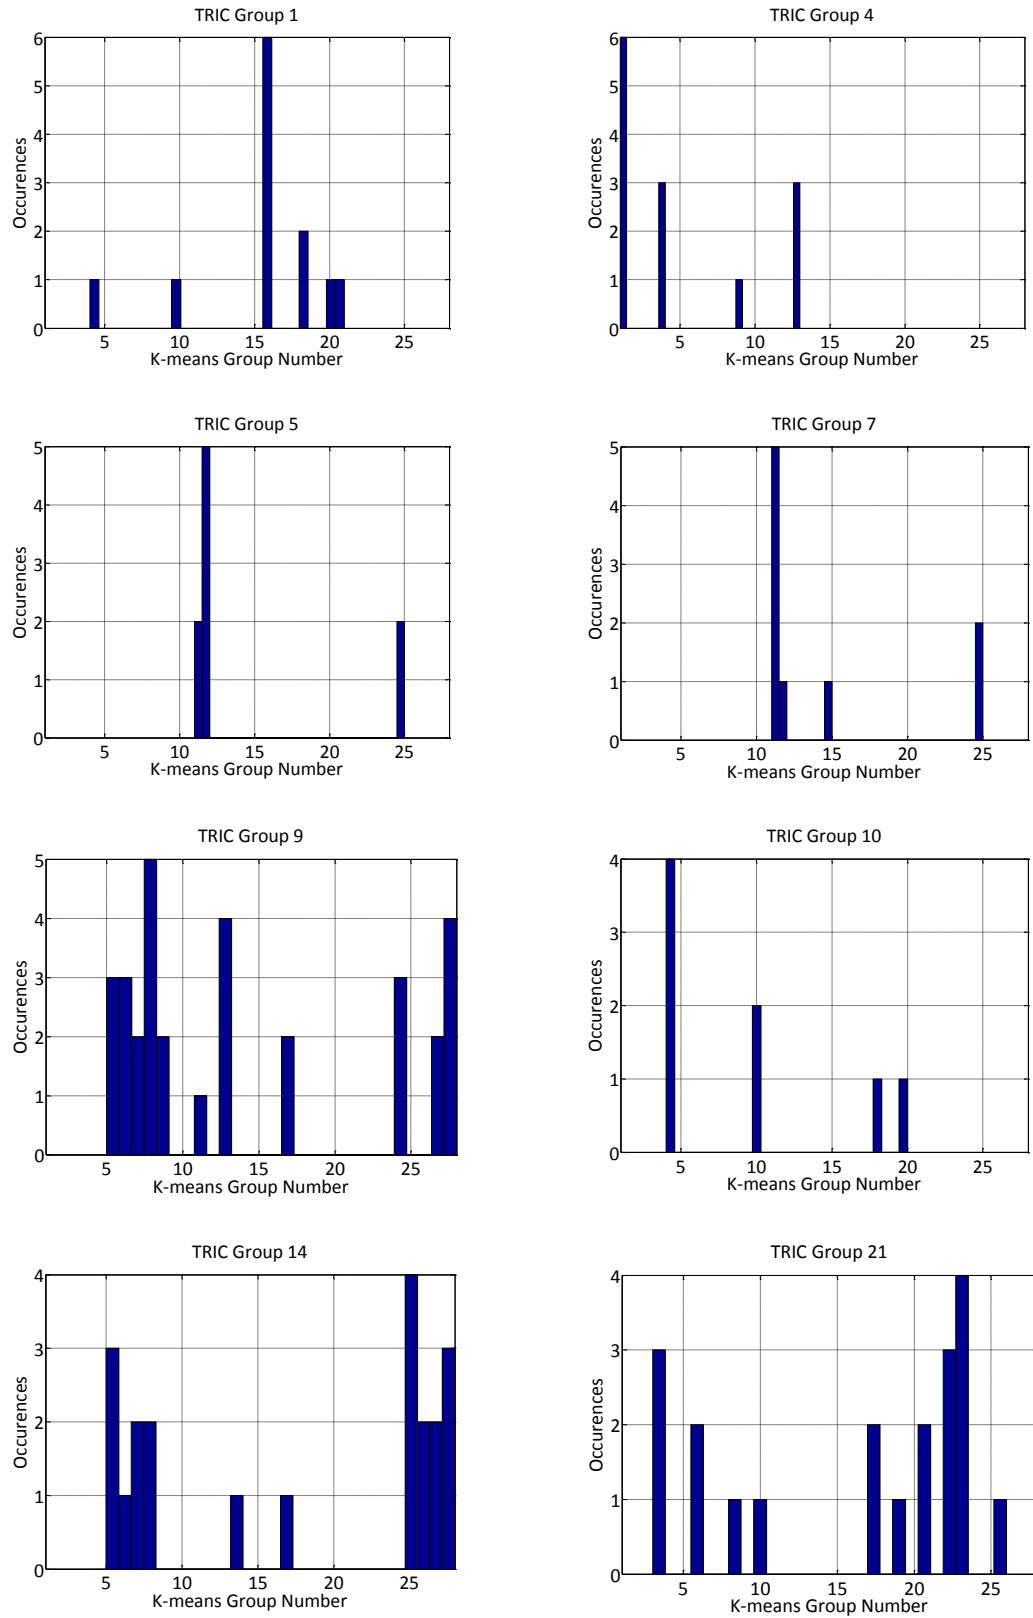 TRIC Group 1
6
5
4
3
2
1
0
Occurences
5 10 15 20 25
K-means Group Number
TRIC Group 4
6
5
4
3
2
1
0
Occurences
5 10 15 20 25
K-means Group Number
TRIC Group 5
5
4
3
2
1
0
Occurences
5 10 15 20 25
K-means Group Number
TRIC Group 7
5
4
3
2
1
0
Occurences
5 10 15 20 25
K-means Group Number
TRIC Group 9
5
4
3
2
1
0
Occurences
5 10 15 20 25
K-means Group Number
TRIC Group 10
4
3
2
1
0
Occurences
5 10 15 20 25
K-means Group Number
TRIC Group 14
4
3
2
1
0
Occurences
5 10 15 20 25
K-means Group Number
TRIC Group 21
4
3
2
1
0
Occurences
5 10 15 20 25
K-means Group Number